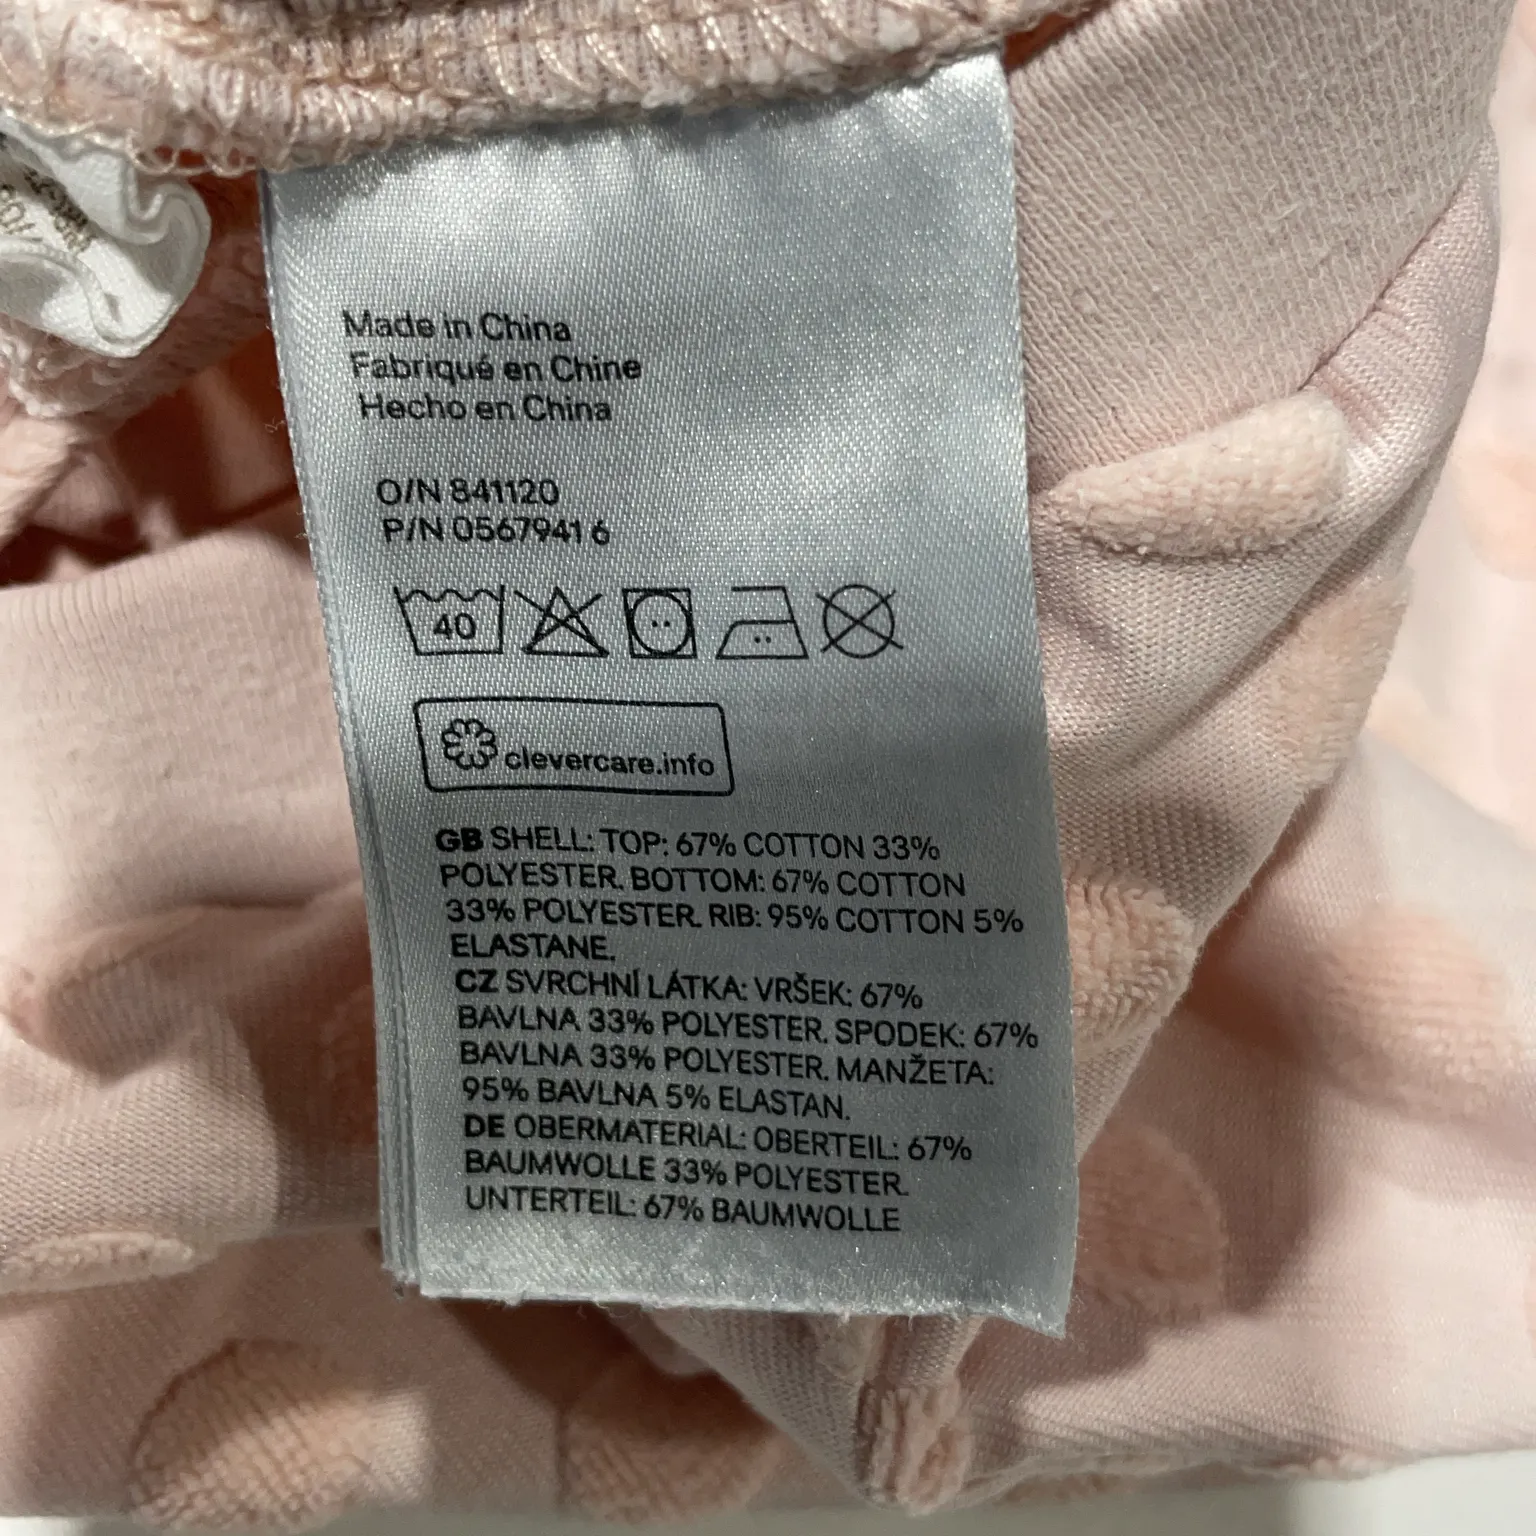 Made in China
Fabriqué en Chine
Hecho en China
O/N 841120
P/N 0567941 6
40
clevercare.info
GB SHELL: TOP: 67% COTTON 33%
POLYESTER. BOTTOM: 67% COTTON
33% POLYESTER. RIB: 95% COTTON 5%
ELASTANE.
CZ SVRCHNÍ LÁTKA: VRŠEK: 67%
BAVLNA 33% POLYESTER. SPODEK: 67%
BAVLNA 33% POLYESTER. MANŽETA:
95% BAVLNA 5% ELASTAN.
DE OBERMATERIAL: OBERTEIL: 67%
BAUMWOLLE 33% POLYESTER.
UNTERTEIL: 67% BAUMWOLLE